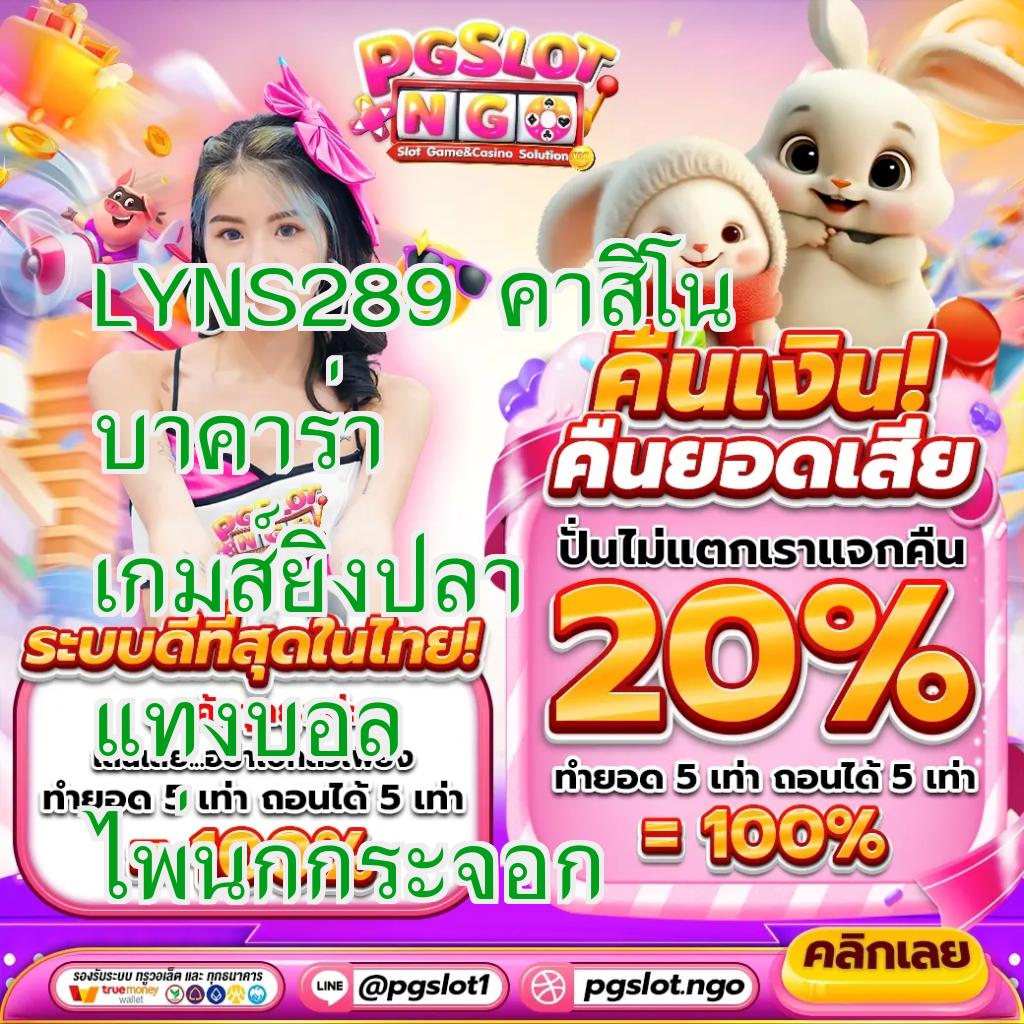 PGSLOT
NGO
Slot Game&Casino Solution
LYNS289 คาสิโน
บาคาร่า
เกมส์ยิงปลา
แทงบอล
ไพ่นกกระจอก
คืนเงิน!
คืนยอดเสีย
ปั่นไม่แตกเราแจกคืน
20%
ทำยอด 5 เท่า ถอนได้ 5 เท่า
= 100%
PGSLOT
ระบบดีที่สุดในไทย!
ทำยอด 5 เท่า ถอนได้ 5 เท่า
= 100%
คลิกเลย
รองรับระบบ ทรูวอเล็ต และ ทุกธนาคาร
truemoney
wallet
LINE @pgslot1
pgslot.ngo